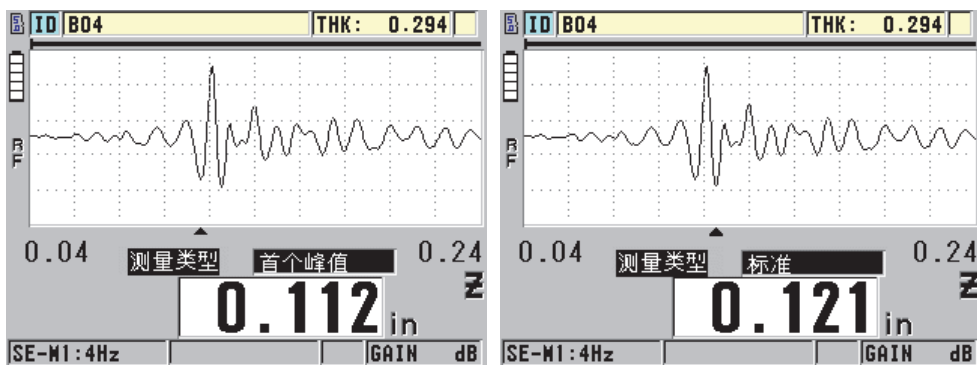 ID B04 THK: 0.294
RF
0.04 0.24
测量类型 首个峰值
0.112 in
Z
SE-M1:4Hz GAIN dB
ID B04 THK: 0.294
RF
0.04 0.24
测量类型 标准
0.121 in
Z
SE-M1:4Hz GAIN dB